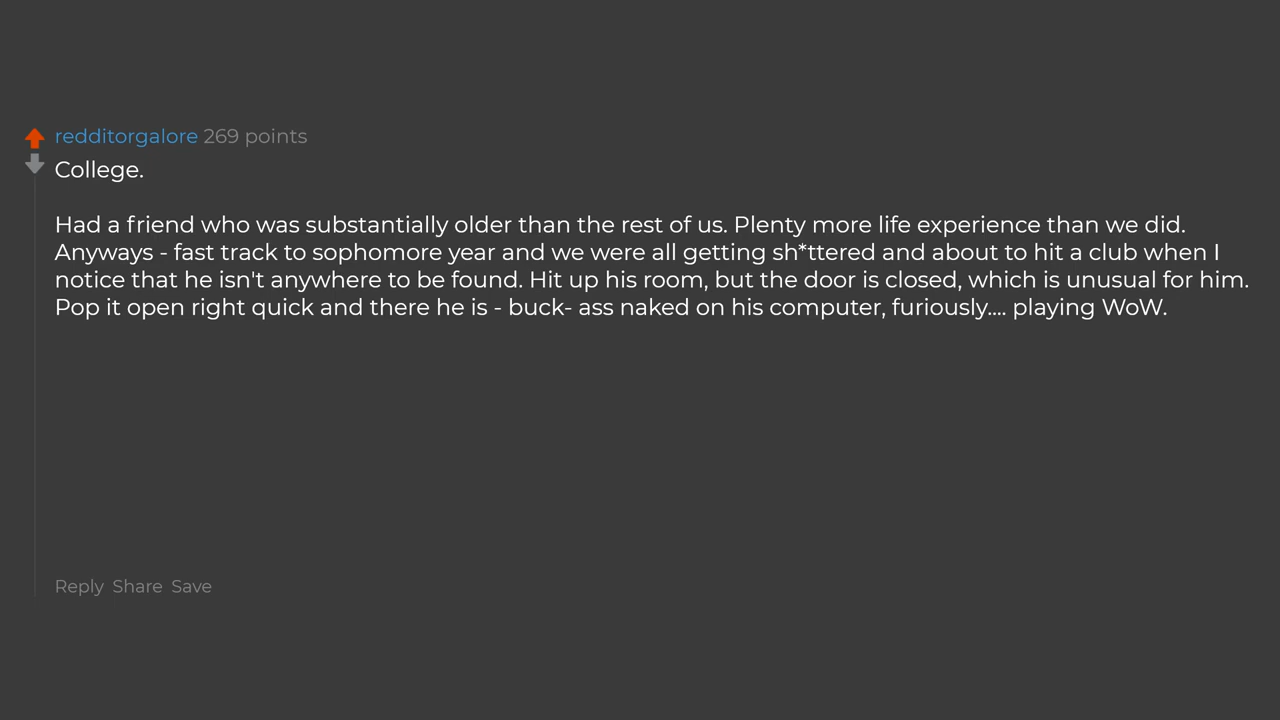 redditorgalore 269 points
College.
Had a friend who was substantially older than the rest of us. Plenty more life experience than we did.
Anyways - fast track to sophomore year and we were all getting sh*ttered and about to hit a club when I
notice that he isn't anywhere to be found. Hit up his room, but the door is closed, which is unusual for him.
Pop it open right quick and there he is - buck- ass naked on his computer, furiously.... playing WoW.
Reply Share Save